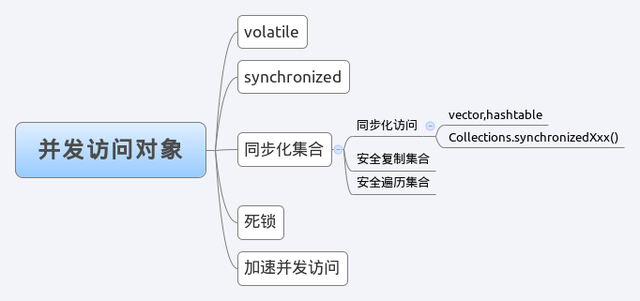 并发访问对象
volatile
synchronized
同步化集合
同步化访问
vector,hashtable
Collections.synchronizedXxx()
安全复制集合
安全遍历集合
死锁
加速并发访问